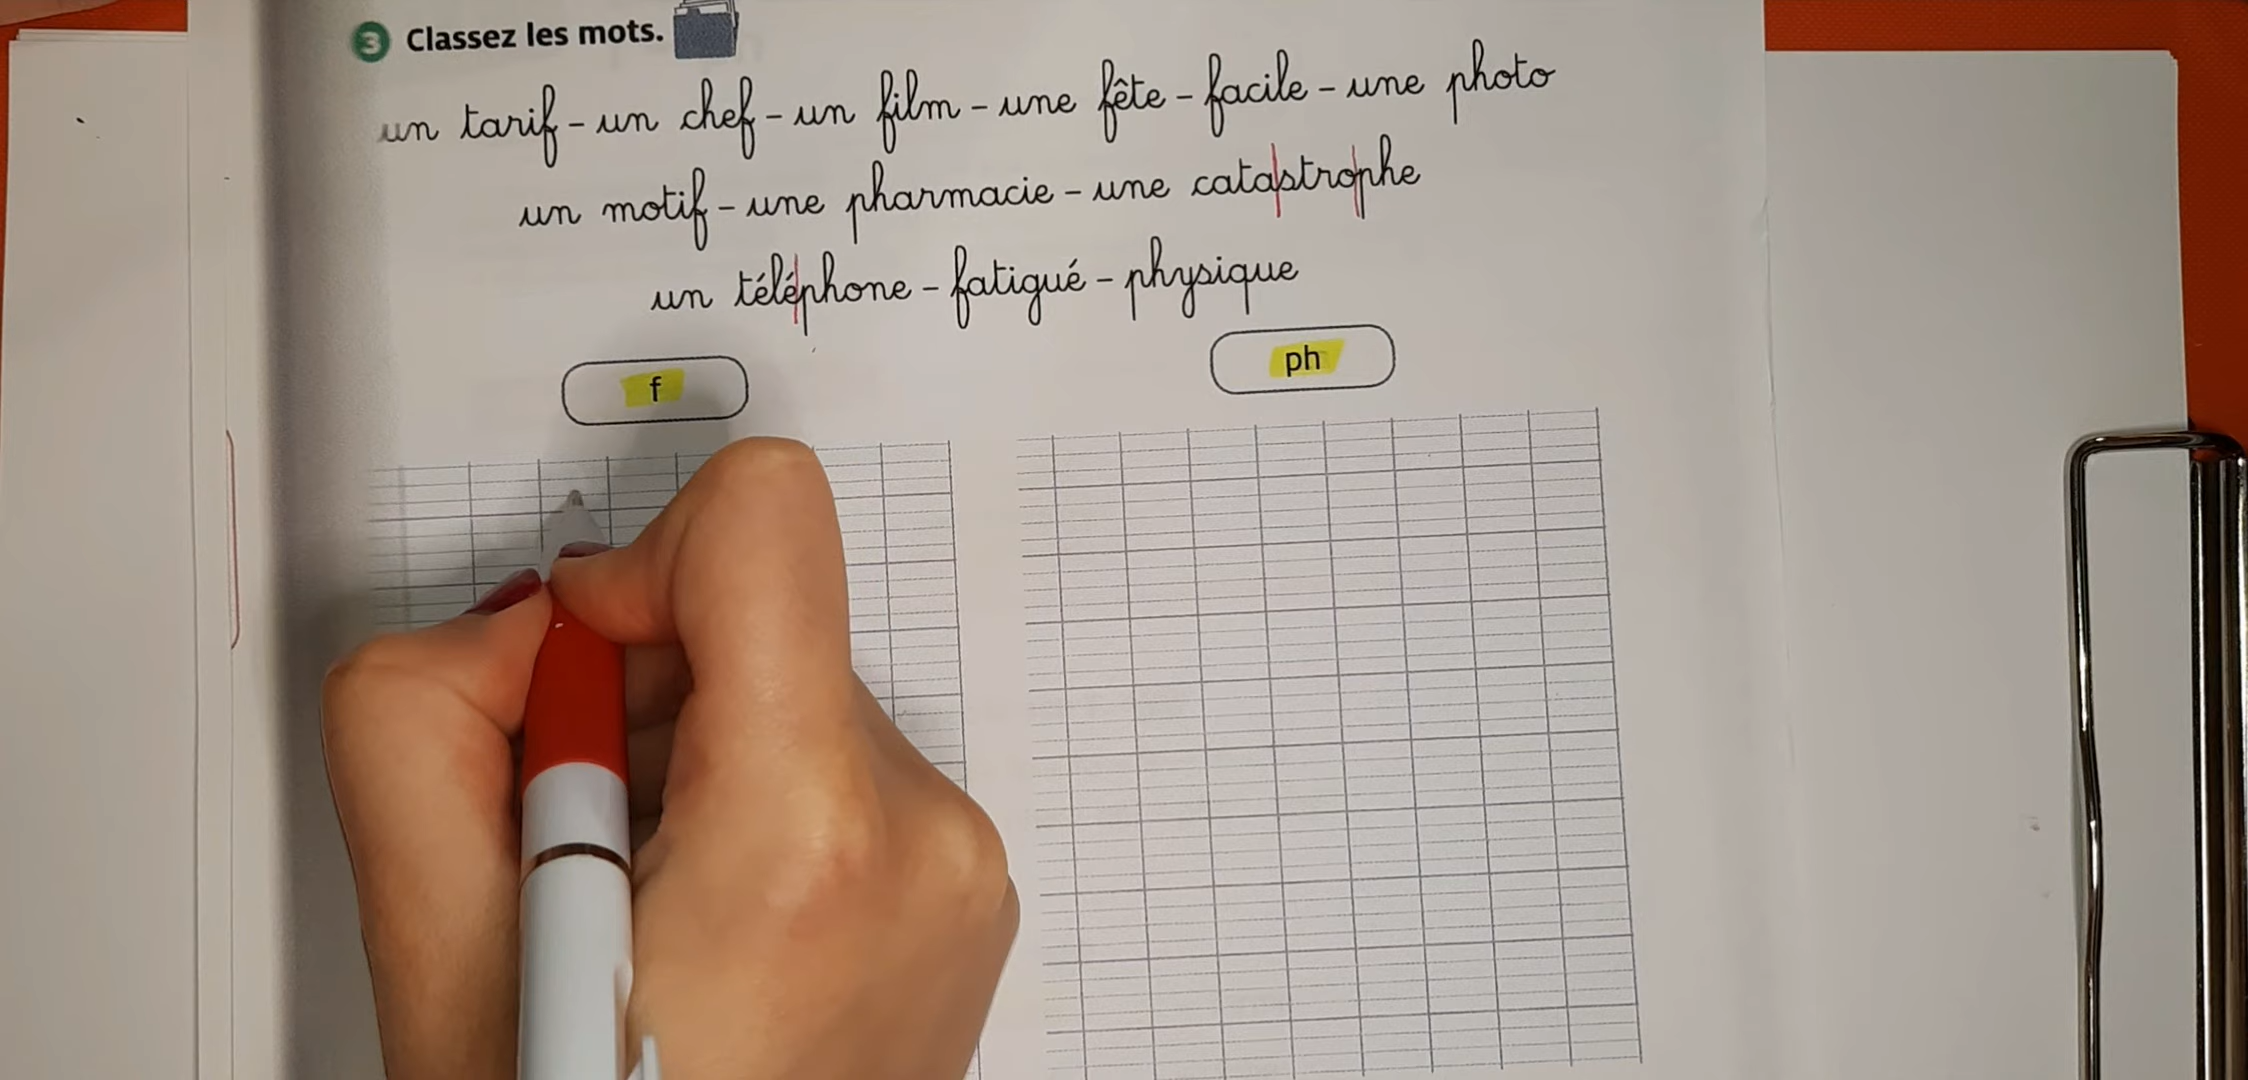 3 Classez les mots.
un tarif - un chef - un film - une fête - facile - une photo
un motif - une pharmacie - une catastrophe
un téléphone - fatigué - physique
f
ph